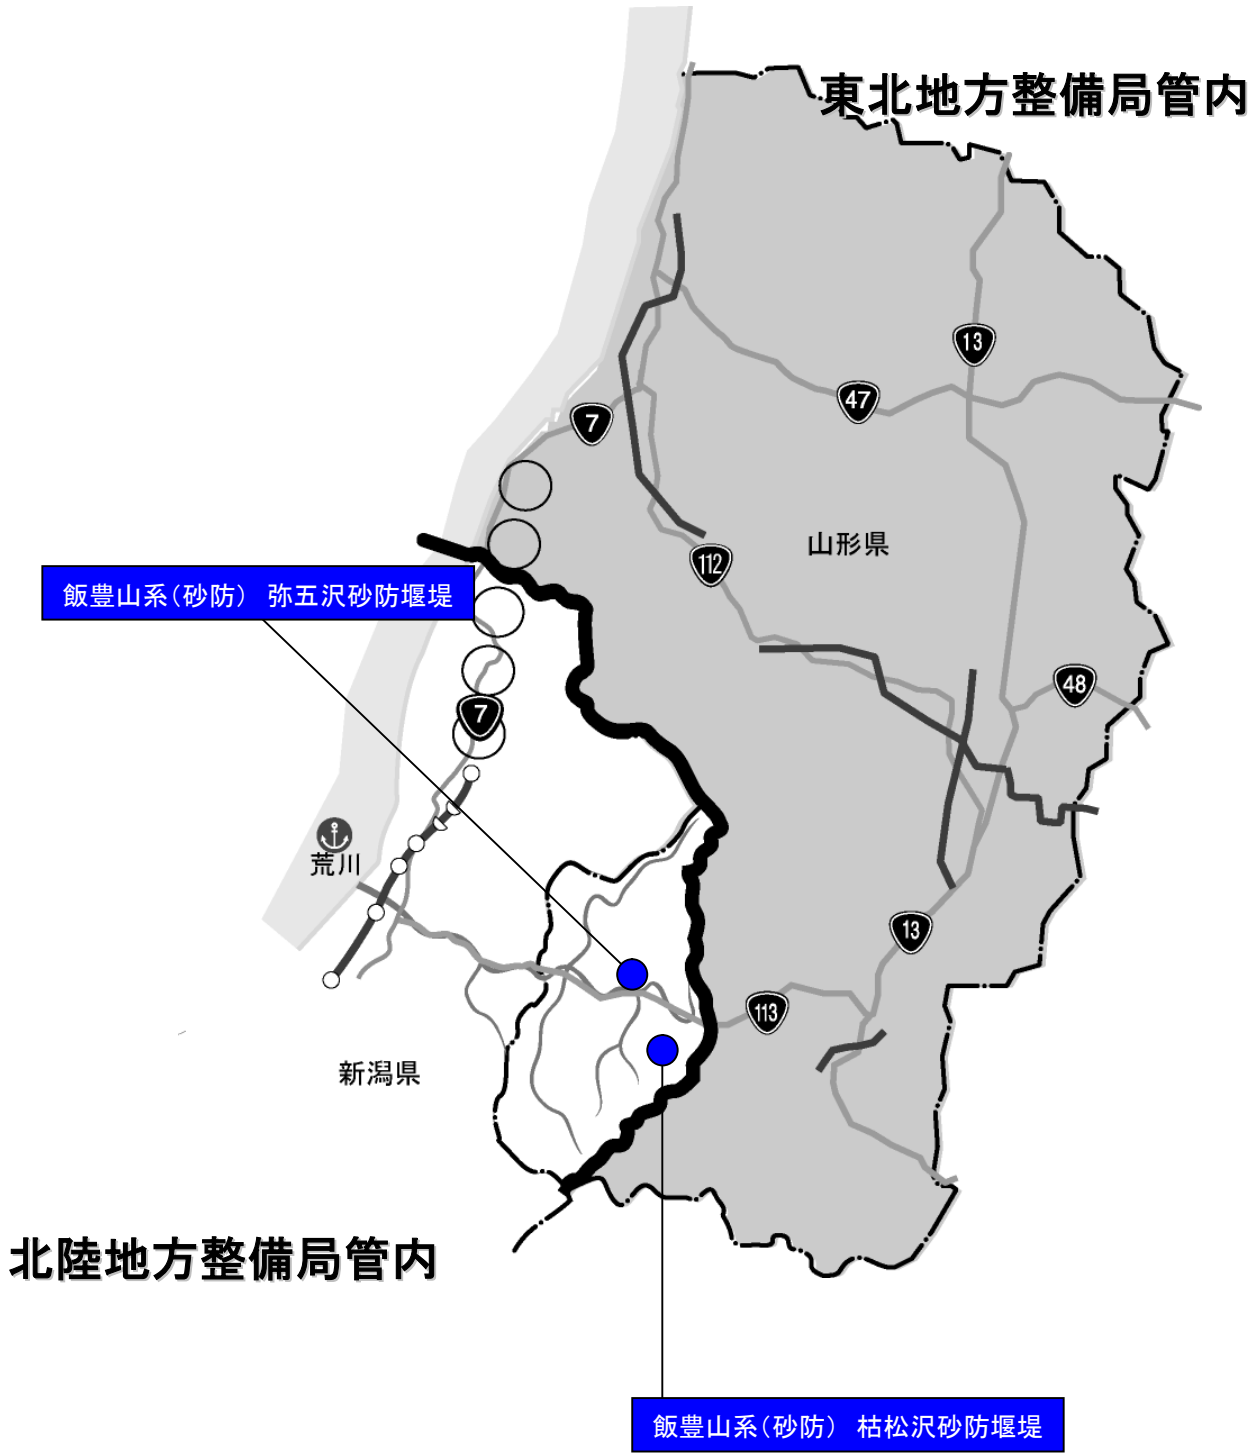 東北地方整備局管内
13
47
7
山形県
112
飯豊山系(砂防) 弥五沢砂防堰堤
48
7
荒川
13
113
新潟県
北陸地方整備局管内
飯豊山系(砂防) 枯松沢砂防堰堤